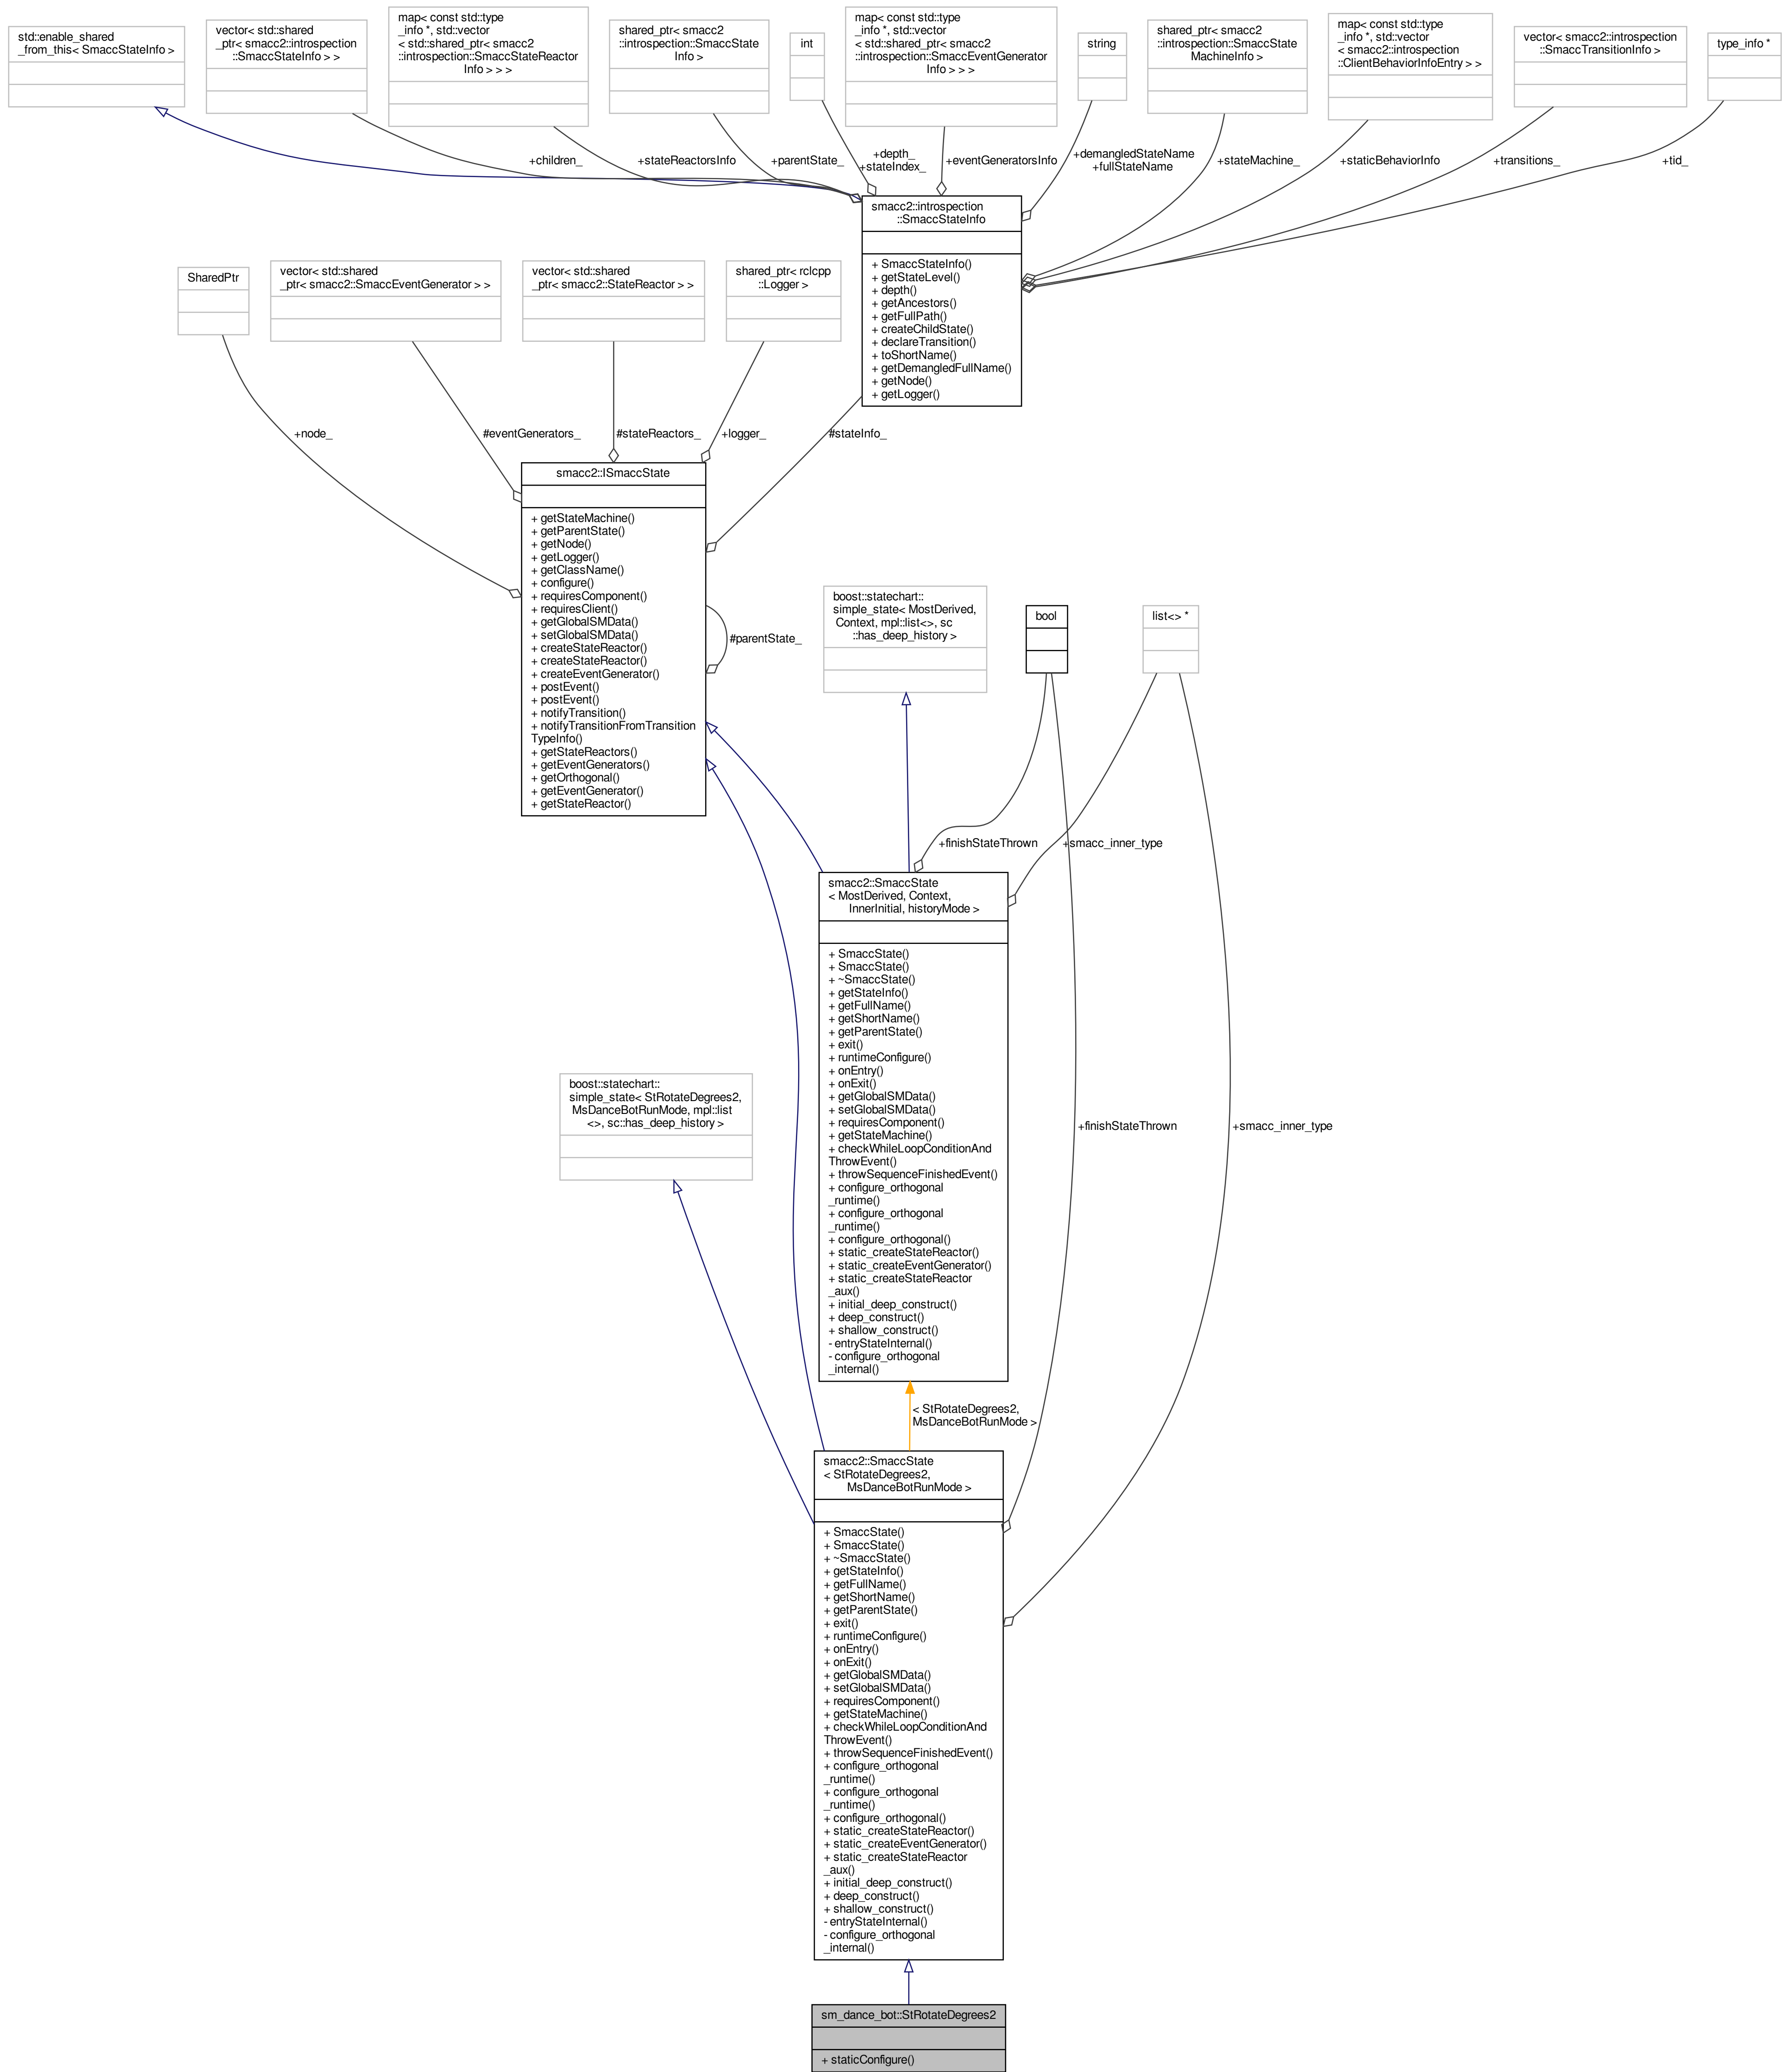 std::enable_shared
_from_this< SmaccStateInfo >
vector< std::shared
_ptr< smacc2::introspection
::SmaccStateInfo > >
map< const std::type
_info *, std::vector
< std::shared_ptr< smacc2
::introspection::SmaccStateReactor
Info > > >
shared_ptr< smacc2
::introspection::SmaccState
Info >
int
map< const std::type
_info *, std::vector
< std::shared_ptr< smacc2
::introspection::SmaccEventGenerator
Info > > >
string
shared_ptr< smacc2
::introspection::SmaccState
MachineInfo >
map< const std::type
_info *, std::vector
< smacc2::introspection
::ClientBehaviorInfoEntry > >
vector< smacc2::introspection
::SmaccTransitionInfo >
type_info *
+children_
+stateReactorsInfo
+parentState_
+depth_
+stateIndex_
+eventGeneratorsInfo
+demangledStateName
+fullStateName
+stateMachine_
+staticBehaviorInfo
+transitions_
+tid_
smacc2::introspection
::SmaccStateInfo
+ SmaccStateInfo()
+ getStateLevel()
+ depth()
+ getAncestors()
+ getFullPath()
+ createChildState()
+ declareTransition()
+ toShortName()
+ getDemangledFullName()
+ getNode()
+ getLogger()
SharedPtr
vector< std::shared
_ptr< smacc2::SmaccEventGenerator > >
vector< std::shared
_ptr< smacc2::StateReactor > >
shared_ptr< rclcpp
::Logger >
+node_
#eventGenerators_
#stateReactors_
+logger_
#stateInfo_
smacc2::ISmaccState
+ getStateMachine()
+ getParentState()
+ getNode()
+ getLogger()
+ getClassName()
+ configure()
+ requiresComponent()
+ requiresClient()
+ getGlobalSMData()
+ setGlobalSMData()
+ createStateReactor()
+ createStateReactor()
+ createEventGenerator()
+ postEvent()
+ postEvent()
+ notifyTransition()
+ notifyTransitionFromTransition
TypeInfo()
+ getStateReactors()
+ getEventGenerators()
+ getOrthogonal()
+ getEventGenerator()
+ getStateReactor()
#parentState_
boost::statechart::
simple_state< MostDerived,
Context, mpl::list<>, sc
::has_deep_history >
bool
list<> *
+finishStateThrown
+smacc_inner_type
smacc2::SmaccState
< MostDerived, Context,
InnerInitial, historyMode >
+ SmaccState()
+ SmaccState()
+ ~SmaccState()
+ getStateInfo()
+ getFullName()
+ getShortName()
+ getParentState()
+ exit()
+ runtimeConfigure()
+ onEntry()
+ onExit()
+ getGlobalSMData()
+ setGlobalSMData()
+ requiresComponent()
+ getStateMachine()
+ checkWhileLoopConditionAnd
ThrowEvent()
+ throwSequenceFinishedEvent()
+ configure_orthogonal
_runtime()
+ configure_orthogonal
_runtime()
+ configure_orthogonal()
+ static_createStateReactor()
+ static_createEventGenerator()
+ static_createStateReactor
_aux()
+ initial_deep_construct()
+ deep_construct()
+ shallow_construct()
- entryStateInternal()
- configure_orthogonal
_internal()
boost::statechart::
simple_state< StRotateDegrees2,
MsDanceBotRunMode, mpl::list
<>, sc::has_deep_history >
+finishStateThrown
+smacc_inner_type
< StRotateDegrees2,
MsDanceBotRunMode >
smacc2::SmaccState
< StRotateDegrees2,
MsDanceBotRunMode >
+ SmaccState()
+ SmaccState()
+ ~SmaccState()
+ getStateInfo()
+ getFullName()
+ getShortName()
+ getParentState()
+ exit()
+ runtimeConfigure()
+ onEntry()
+ onExit()
+ getGlobalSMData()
+ setGlobalSMData()
+ requiresComponent()
+ getStateMachine()
+ checkWhileLoopConditionAnd
ThrowEvent()
+ throwSequenceFinishedEvent()
+ configure_orthogonal
_runtime()
+ configure_orthogonal
_runtime()
+ configure_orthogonal()
+ static_createStateReactor()
+ static_createEventGenerator()
+ static_createStateReactor
_aux()
+ initial_deep_construct()
+ deep_construct()
+ shallow_construct()
- entryStateInternal()
- configure_orthogonal
_internal()
sm_dance_bot::StRotateDegrees2
+ staticConfigure()